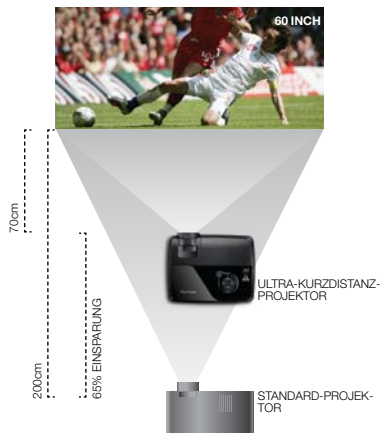 60 INCH
70cm
200cm
65% EINSPARUNG
ULTRA-KURZDISTANZ-
PROJEKTOR
STANDARD-PROJEK-
TOR